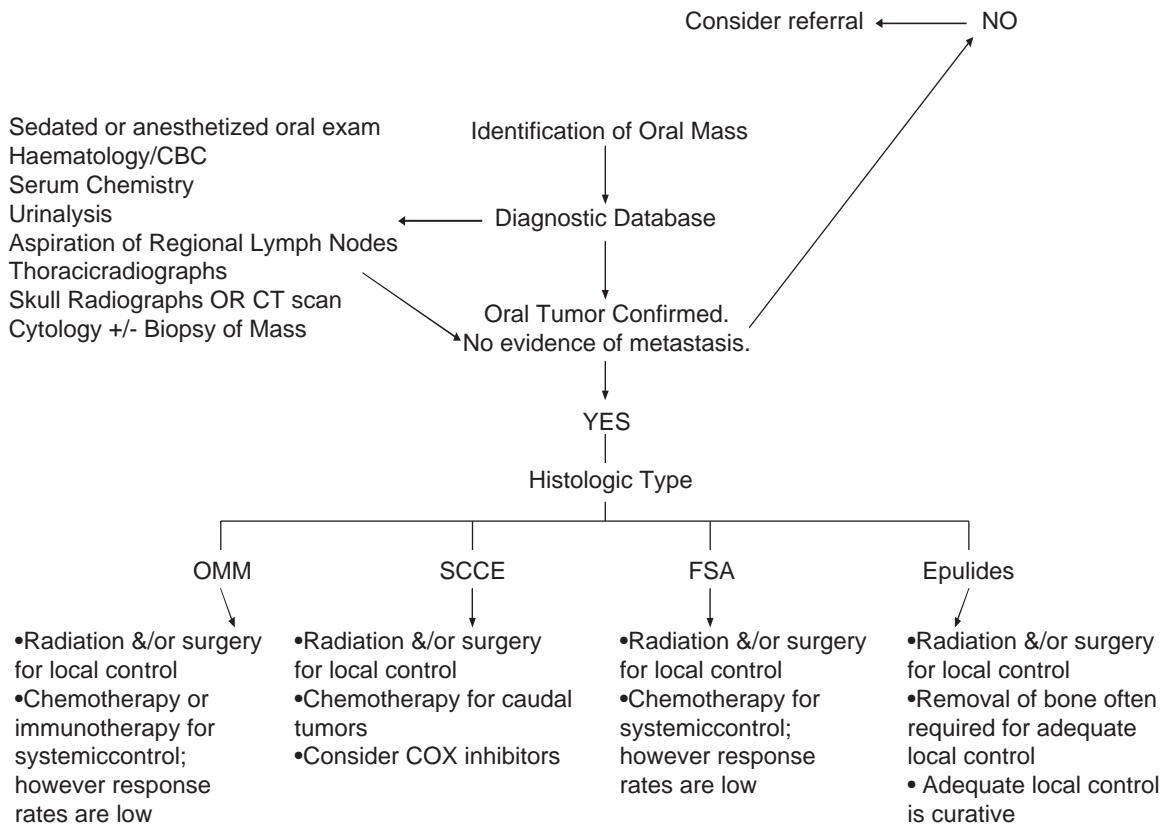 Consider referral
NO
Sedated or anesthetized oral exam
Haematology/CBC
Serum Chemistry
Urinalysis
Aspiration of Regional Lymph Nodes
Thoracicradiographs
Skull Radiographs OR CT scan
Cytology +/- Biopsy of Mass
Identification of Oral Mass
Diagnostic Database
Oral Tumor Confirmed.
No evidence of metastasis.
YES
Histologic Type
OMM
•Radiation &/or surgery
for local control
•Chemotherapy or
immunotherapy for
systemiccontrol;
however response
rates are low
SCCE
•Radiation &/or surgery
for local control
•Chemotherapy for caudal
tumors
•Consider COX inhibitors
FSA
•Radiation &/or surgery
for local control
•Chemotherapy for
systemiccontrol;
however response
rates are low
Epulides
•Radiation &/or surgery
for local control
•Removal of bone often
required for adequate
local control
• Adequate local control
is curative